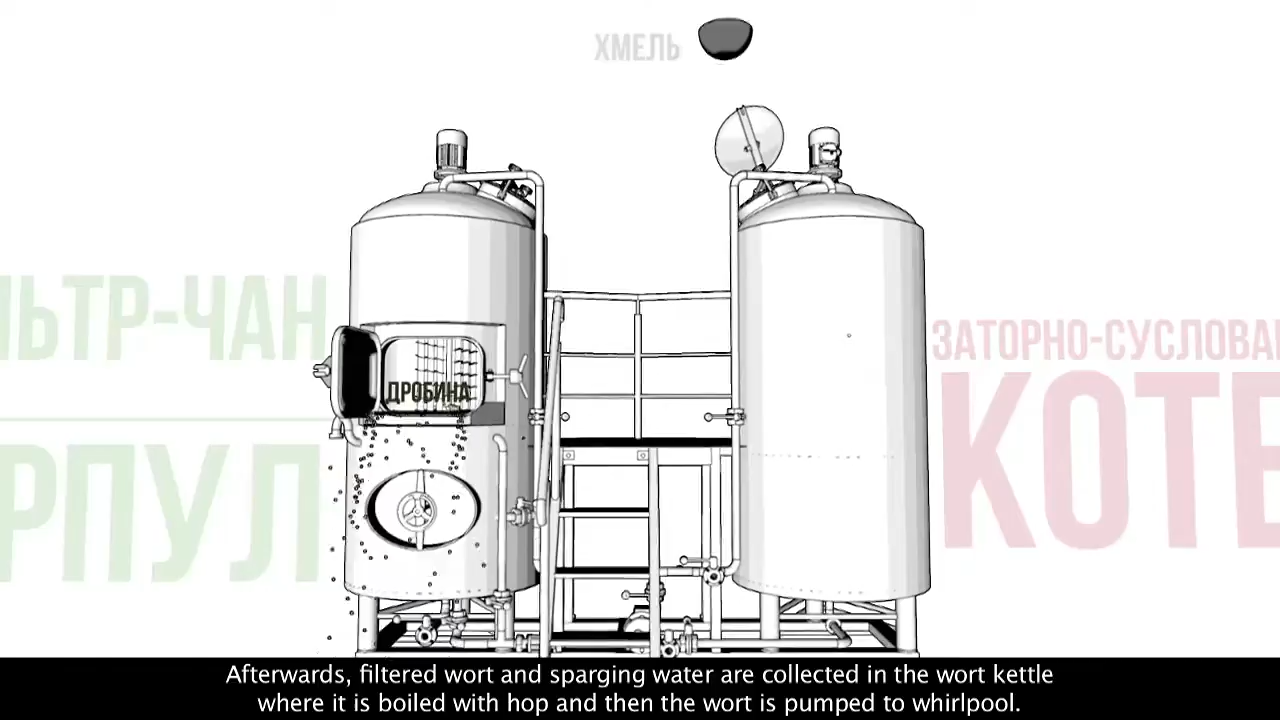 ХМЕЛЬ
ЛЬТР-ЧАН
РПУЛ
ДРОБИНА
ЗАТОРНО-СУСЛОВА
КОТЕ
Afterwards, filtered wort and sparging water are collected in the wort kettle
where it is boiled with hop and then the wort is pumped to whirlpool.